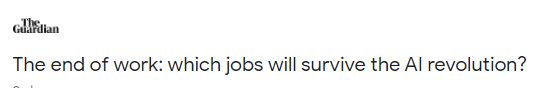 The
Guardian
The end of work: which jobs will survive the AI revolution?